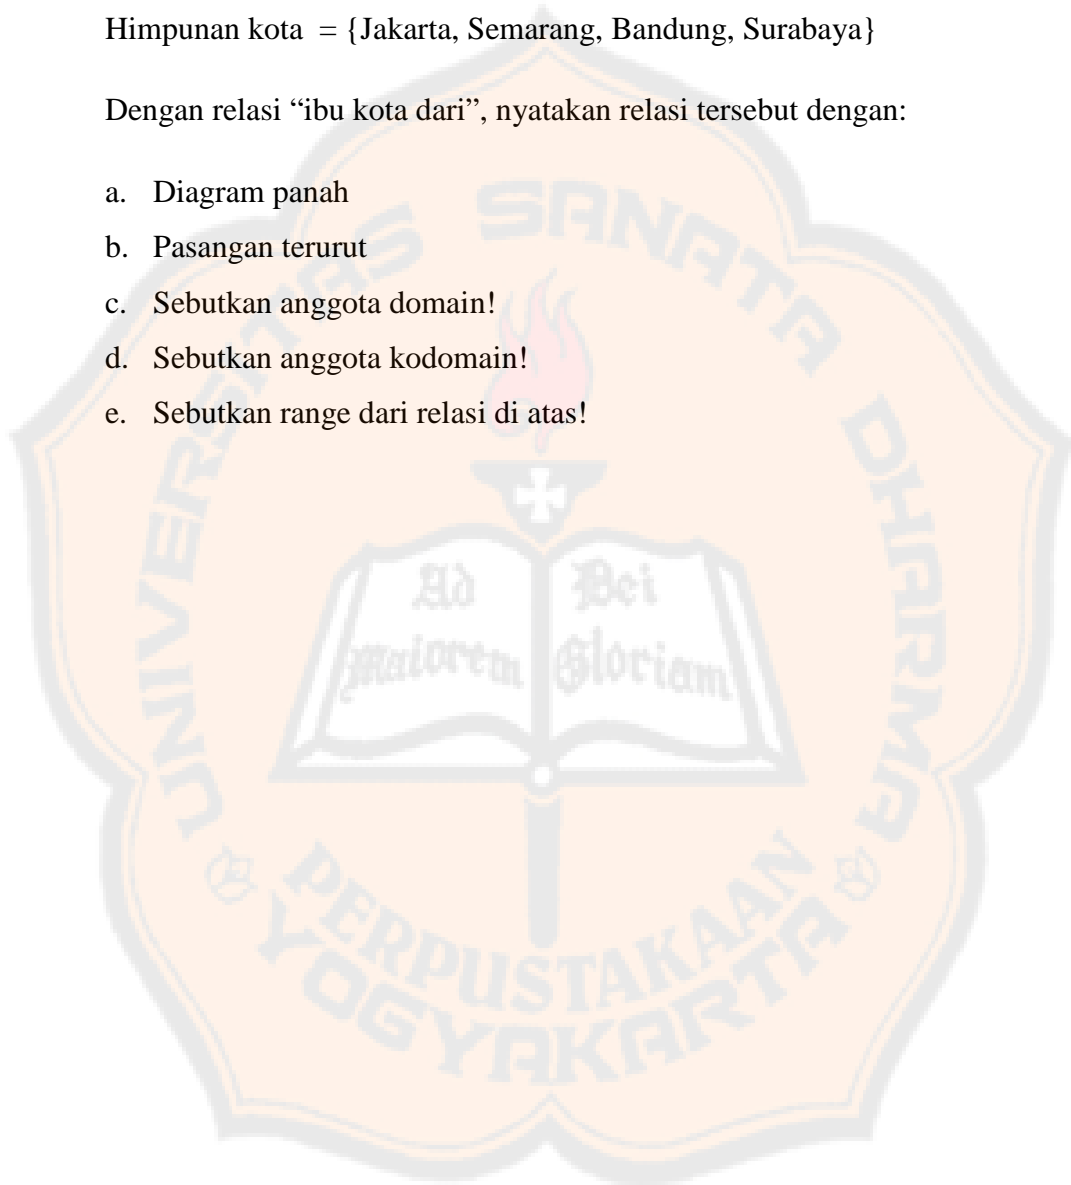 Himpunan kota = {Jakarta, Semarang, Bandung, Surabaya}
Dengan relasi “ibu kota dari”, nyatakan relasi tersebut dengan:
a. Diagram panah
b. Pasangan terurut
c. Sebutkan anggota domain!
d. Sebutkan anggota kodomain!
e. Sebutkan range dari relasi di atas!
UNIVERSITAS SANATA DHARMA
Ad Dei
Maiorem Gloriam
PERPUSTAKAAN
YOGYAKARTA